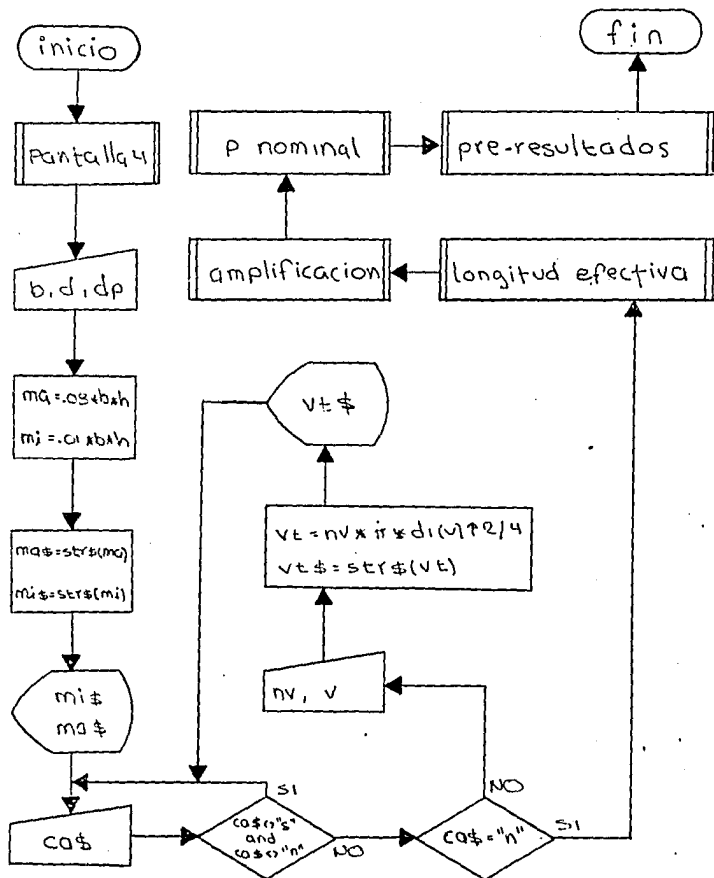 inicio
pantalla 4
b, d, dp
ma=.08*b*h
mi=.01*b*h
ma$=str$(ma)
mi$=str$(mi)
mi$
ma$
ca$
ca$<>"s"
and
ca$<>"n"
SI
NO
ca$="n"
NO
SI
nv, v
vt=nv*π*di(v)↑2/4
vt$=str$(vt)
vt$
longitud efectiva
amplificacion
p nominal
pre-resultados
fin